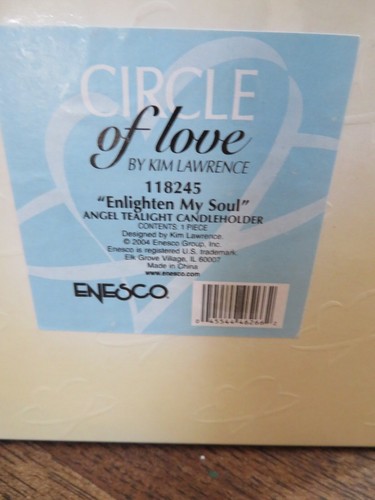 CIRCLE
of love
BY KIM LAWRENCE
118245
“Enlighten My Soul”
ANGEL TEALIGHT CANDLEHOLDER
CONTENTS: 1 PIECE
Designed by Kim Lawrence.
© 2004 Enesco Group, Inc.
Enesco is registered U.S. trademark.
Elk Grove Village, IL 60007
Made in China
www.enesco.com
ENESCO.